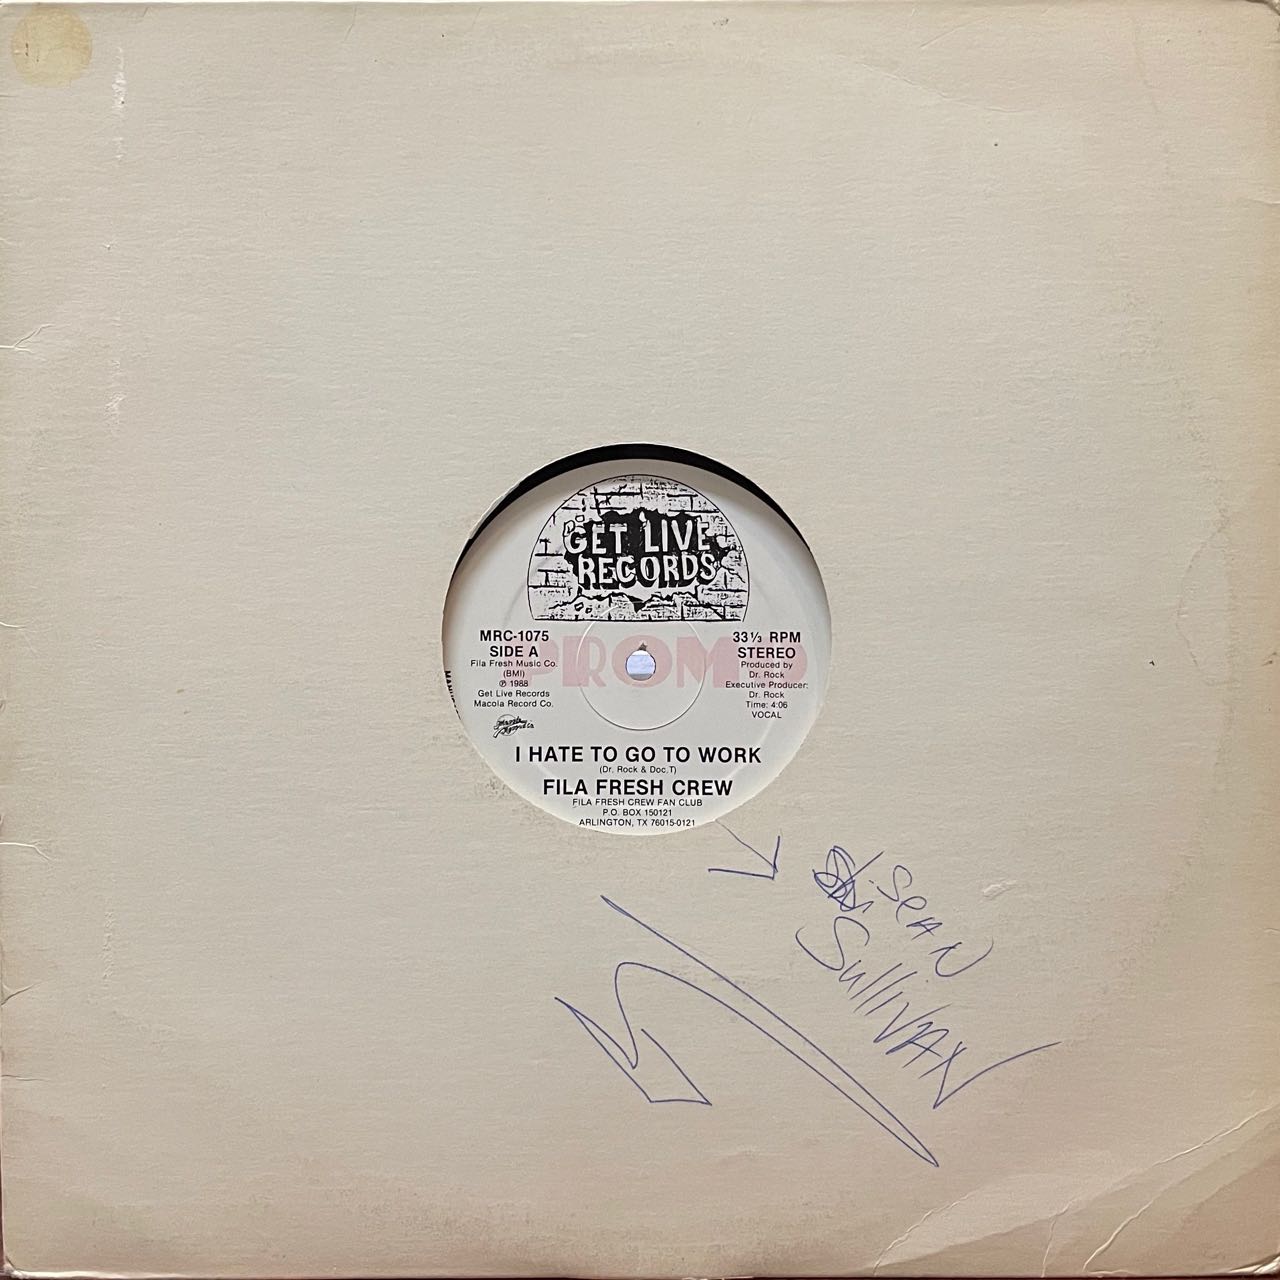 GET LIVE
RECORDS
PROMO
MRC-1075
SIDE A
Fila Fresh Music Co.
(BMI)
℗ 1988
Get Live Records
Macola Record Co.
33 1/3 RPM
STEREO
Produced by
Dr. Rock
Executive Producer:
Dr. Rock
Time: 4:06
VOCAL
I HATE TO GO TO WORK
(Dr. Rock & Doc.T)
FILA FRESH CREW
FILA FRESH CREW FAN CLUB
P.O. BOX 150121
ARLINGTON, TX 76015-0121
SEAN
SulliVAN